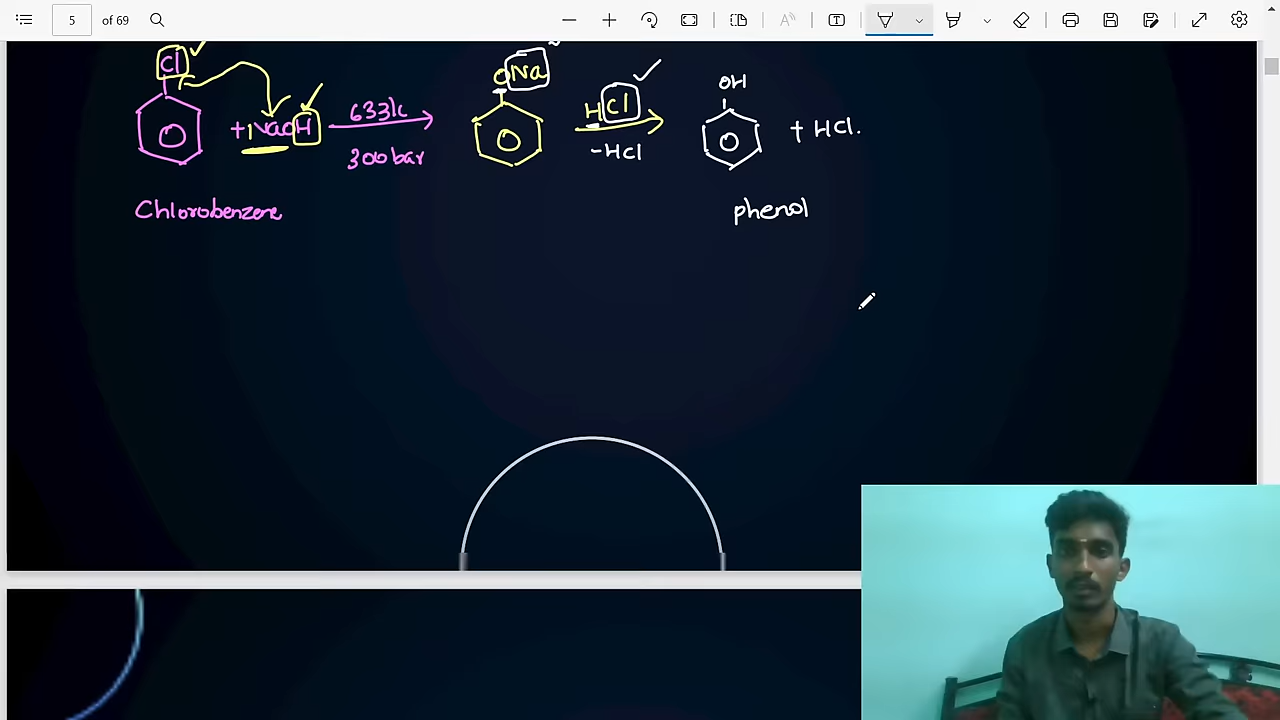 5 of 69
Cl ONa OH
+ NaOH 633k HCl + HCl.
300 bar -HCl
Chlorobenzene phenol